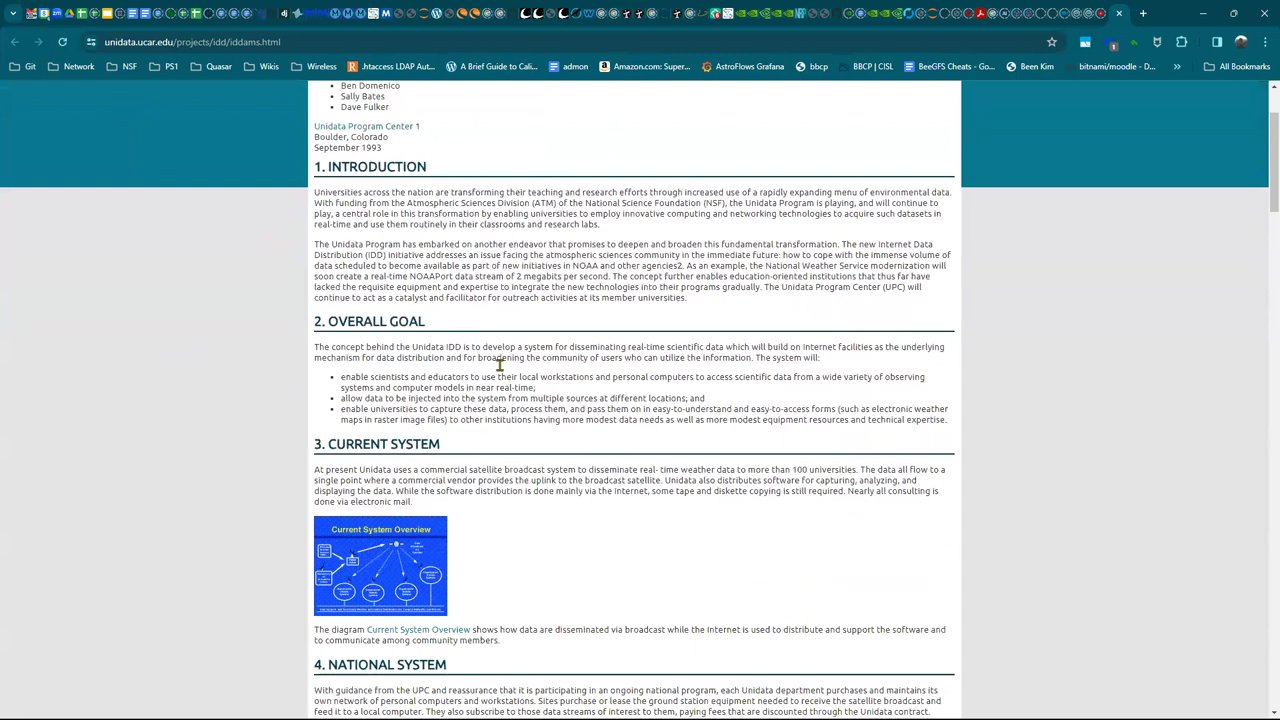 unidata.ucar.edu/projects/idd/iddams.html
Git
Network
NSF
PS1
Quasar
Wikis
Wireless
.htaccess LDAP Aut...
A Brief Guide to Cali...
admon
Amazon.com: Super...
AstroFlows Grafana
bbcp
BBCP | CISL
BeeGFS Cheats - Go...
Been Kim
bitnami/moodle - D...
»
All Bookmarks
Ben Domenico
Sally Bates
Dave Fulker
Unidata Program Center 1
Boulder, Colorado
September 1993
1. INTRODUCTION
Universities across the nation are transforming their teaching and research efforts through increased use of a rapidly expanding menu of environmental data.
With funding from the Atmospheric Sciences Division (ATM) of the National Science Foundation (NSF), the Unidata Program is playing, and will continue to
play, a central role in this transformation by enabling universities to employ innovative computing and networking technologies to acquire such datasets in
real-time and use them routinely in their classrooms and research labs.
The Unidata Program has embarked on another endeavor that promises to deepen and broaden this fundamental transformation. The new Internet Data
Distribution (IDD) initiative addresses an issue facing the atmospheric sciences community in the immediate future: how to cope with the immense volume of
data scheduled to become available as part of new initiatives in NOAA and other agencies2. As an example, the National Weather Service modernization will
soon create a real-time NOAAPort data stream of 2 megabits per second. The concept further enables education-oriented institutions that thus far have
lacked the requisite equipment and expertise to integrate the new technologies into their programs gradually. The Unidata Program Center (UPC) will
continue to act as a catalyst and facilitator for outreach activities at its member universities.
2. OVERALL GOAL
The concept behind the Unidata IDD is to develop a system for disseminating real-time scientific data which will build on Internet facilities as the underlying
mechanism for data distribution and for broadening the community of users who can utilize the information. The system will:
enable scientists and educators to use their local workstations and personal computers to access scientific data from a wide variety of observing
systems and computer models in near real-time;
allow data to be injected into the system from multiple sources at different locations; and
enable universities to capture these data, process them, and pass them on in easy-to-understand and easy-to-access forms (such as electronic weather
maps in raster image files) to other institutions having more modest data needs as well as more modest equipment resources and technical expertise.
3. CURRENT SYSTEM
At present Unidata uses a commercial satellite broadcast system to disseminate real- time weather data to more than 100 universities. The data all flow to a
single point where a commercial vendor provides the uplink to the broadcast satellite. Unidata also distributes software for capturing, analyzing, and
displaying the data. While the software distribution is done mainly via the Internet, some tape and diskette copying is still required. Nearly all consulting is
done via electronic mail.
Current System Overview
The diagram Current System Overview shows how data are disseminated via broadcast while the Internet is used to distribute and support the software and
to communicate among community members.
4. NATIONAL SYSTEM
With guidance from the UPC and reassurance that it is participating in an ongoing national program, each Unidata department purchases and maintains its
own network of personal computers and workstations. Sites purchase or lease the ground station equipment needed to receive the satellite broadcast and
feed it to a local computer. They also subscribe to those data streams of interest to them, paying fees that are discounted through the Unidata contract.